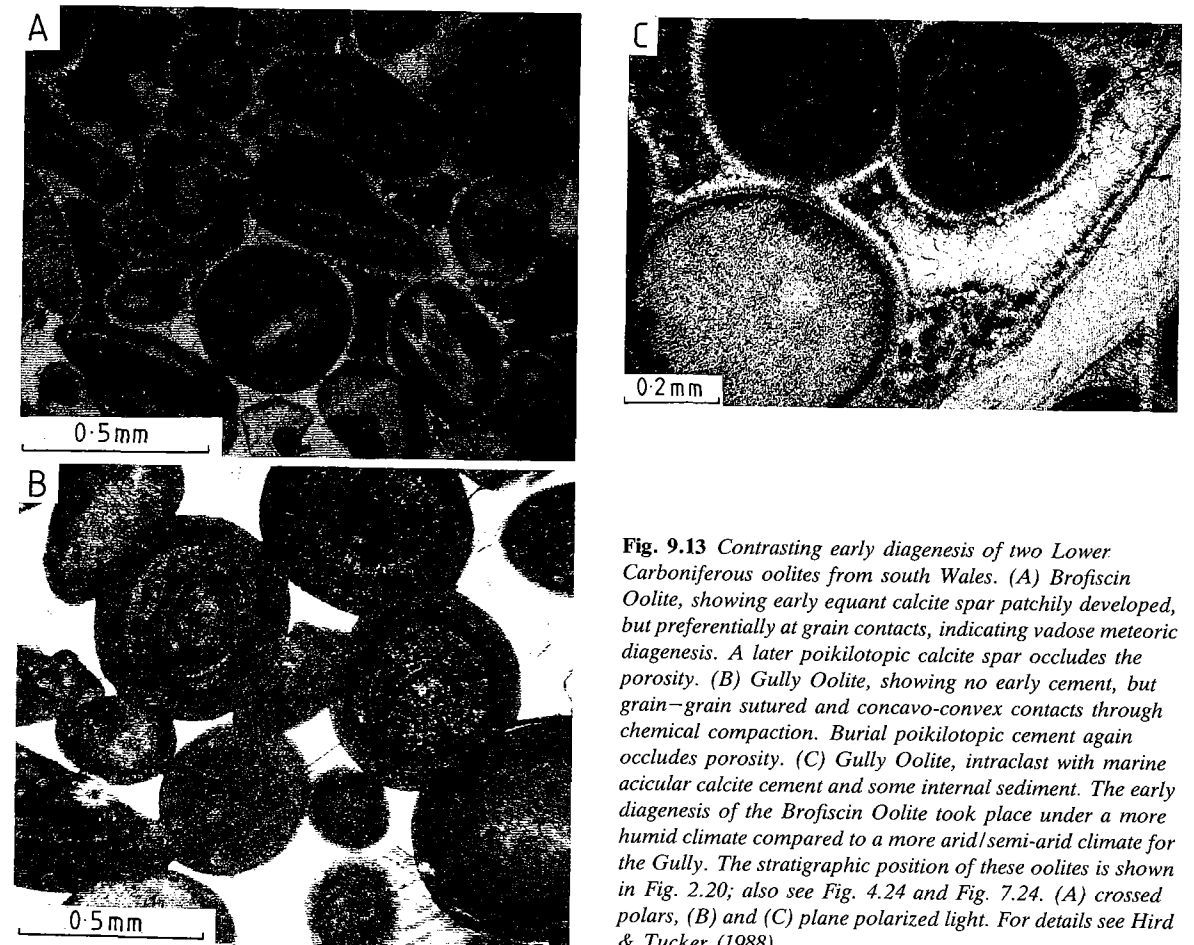 A
0·5mm
B
0·5mm
C
0·2mm
Fig. 9.13 Contrasting early diagenesis of two Lower
Carboniferous oolites from south Wales. (A) Brofiscin
Oolite, showing early equant calcite spar patchily developed,
but preferentially at grain contacts, indicating vadose meteoric
diagenesis. A later poikilotopic calcite spar occludes the
porosity. (B) Gully Oolite, showing no early cement, but
grain–grain sutured and concavo-convex contacts through
chemical compaction. Burial poikilotopic cement again
occludes porosity. (C) Gully Oolite, intraclast with marine
acicular calcite cement and some internal sediment. The early
diagenesis of the Brofiscin Oolite took place under a more
humid climate compared to a more arid/semi-arid climate for
the Gully. The stratigraphic position of these oolites is shown
in Fig. 2.20; also see Fig. 4.24 and Fig. 7.24. (A) crossed
polars, (B) and (C) plane polarized light. For details see Hird
& Tucker (1988)